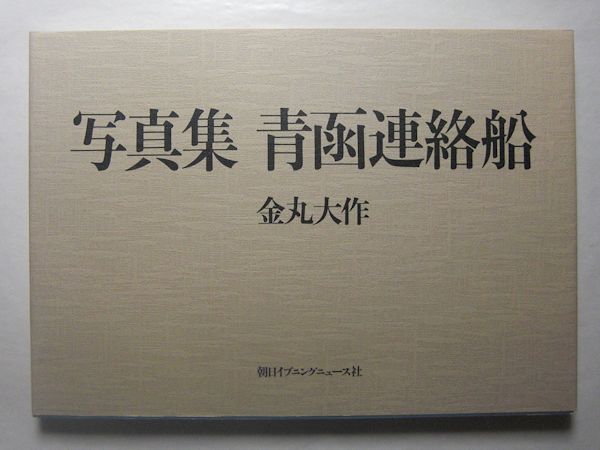 写真集 青函連絡船
金丸大作
朝日イブニングニュース社